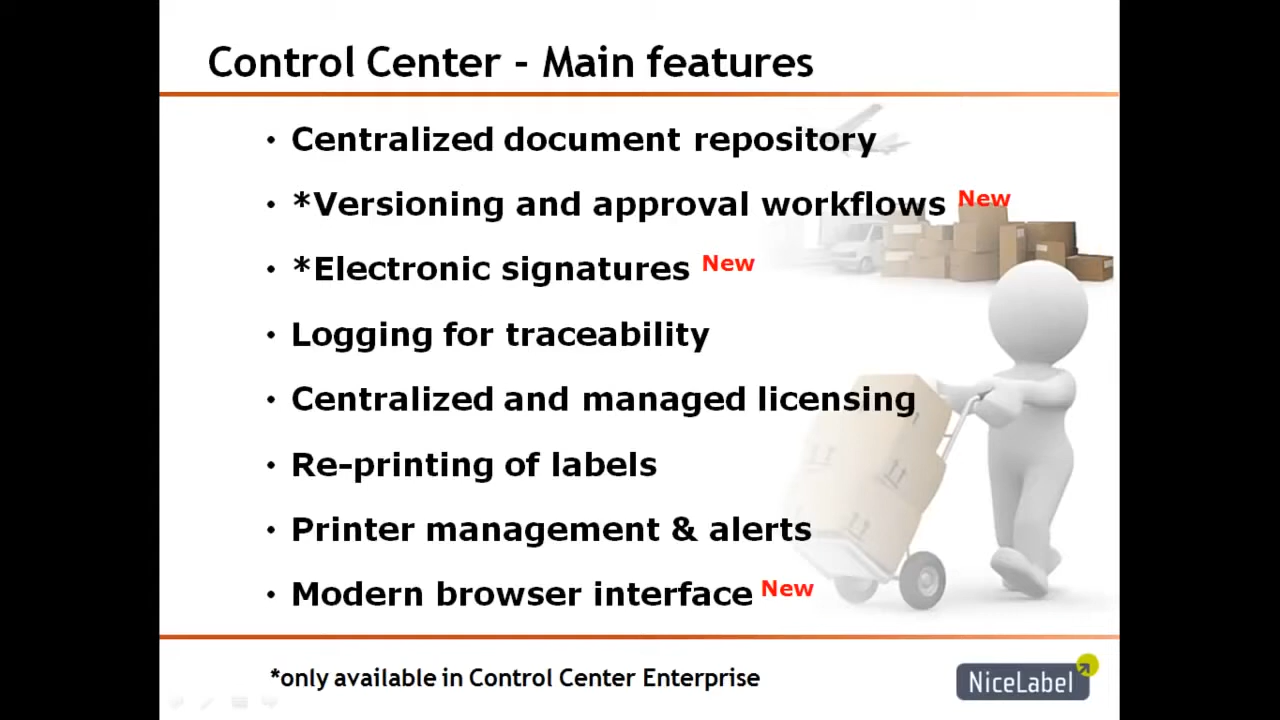 Control Center - Main features
• Centralized document repository
• *Versioning and approval workflows New
• *Electronic signatures New
• Logging for traceability
• Centralized and managed licensing
• Re-printing of labels
• Printer management & alerts
• Modern browser interface New
*only available in Control Center Enterprise
NiceLabel